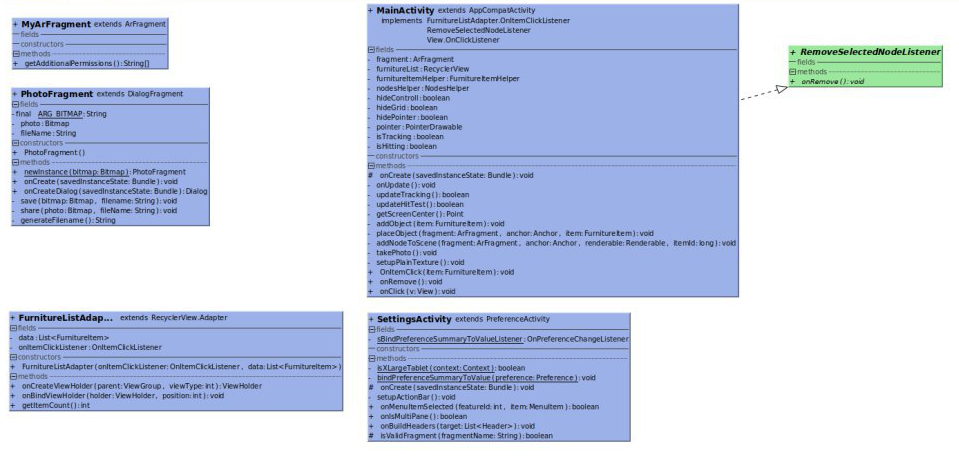 + MyArFragment extends ArFragment
fields
constructors
methods
+ getAdditionalPermissions(): String[]
+ PhotoFragment extends DialogFragment
fields
-final ARG_BITMAP: String
- photo: Bitmap
- fileName: String
constructors
+ PhotoFragment()
methods
+ newInstance(bitmap: Bitmap): PhotoFragment
+ onCreate(savedInstanceState: Bundle): void
+ onCreateDialog(savedInstanceState: Bundle): Dialog
- save(bitmap: Bitmap, filename: String): void
- share(photo: Bitmap, fileName: String): void
- generateFilename(): String
+ MainActivity extends AppCompatActivity
implements FurnitureListAdapter.OnItemClickListener
RemoveSelectedNodeListener
View.OnClickListener
fields
- fragment: ArFragment
- furnitureList: RecyclerView
- furnitureItemHelper: FurnitureItemHelper
- nodesHelper: NodesHelper
- hideControll: boolean
- hideGrid: boolean
- hidePointer: boolean
- pointer: PointerDrawable
- isTracking: boolean
- isHitting: boolean
constructors
methods
# onCreate(savedInstanceState: Bundle): void
- onUpdate(): void
- updateTracking(): boolean
- updateHitTest(): boolean
- getScreenCenter(): Point
- addObject(item: FurnitureItem): void
- placeObject(fragment: ArFragment, anchor: Anchor, item: FurnitureItem): void
- addNodeToScene(fragment: ArFragment, anchor: Anchor, renderable: Renderable, itemId: long): void
- takePhoto(): void
- setupPlainTexture(): void
+ OnItemClick(item: FurnitureItem): void
+ onRemove(): void
+ onClick(v: View): void
+ RemoveSelectedNodeListener
fields
methods
+ onRemove(): void
+ FurnitureListAdap... extends RecyclerView.Adapter
fields
- data: List<FurnitureItem>
- onItemClickListener: OnItemClickListener
constructors
+ FurnitureListAdapter(onItemClickListener: OnItemClickListener, data: List<FurnitureItem>)
methods
+ onCreateViewHolder(parent: ViewGroup, viewType: int): ViewHolder
+ onBindViewHolder(holder: ViewHolder, position: int): void
+ getItemCount(): int
+ SettingsActivity extends PreferenceActivity
fields
- sBindPreferenceSummaryToValueListener: OnPreferenceChangeListener
constructors
methods
- isXLargeTablet(context: Context): boolean
- bindPreferenceSummaryToValue(preference: Preference): void
# onCreate(savedInstanceState: Bundle): void
- setupActionBar(): void
+ onMenuItemSelected(featureId: int, item: MenuItem): boolean
+ onIsMultiPane(): boolean
+ onBuildHeaders(target: List<Header>): void
# isValidFragment(fragmentName: String): boolean